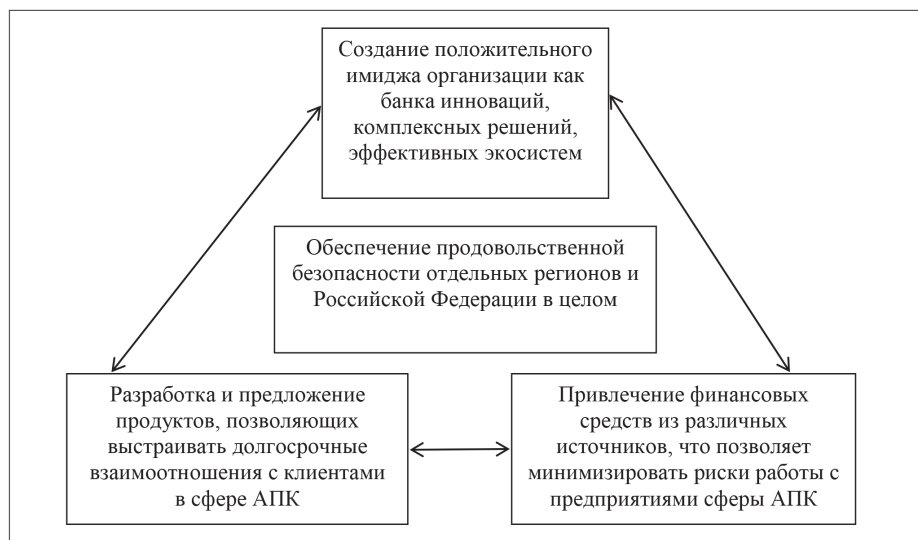 Создание положительного
имиджа организации как
банка инноваций,
комплексных решений,
эффективных экосистем
Обеспечение продовольственной
безопасности отдельных регионов и
Российской Федерации в целом
Разработка и предложение
продуктов, позволяющих
выстраивать долгосрочные
взаимоотношения с клиентами
в сфере АПК
Привлечение финансовых
средств из различных
источников, что позволяет
минимизировать риски работы с
предприятиями сферы АПК